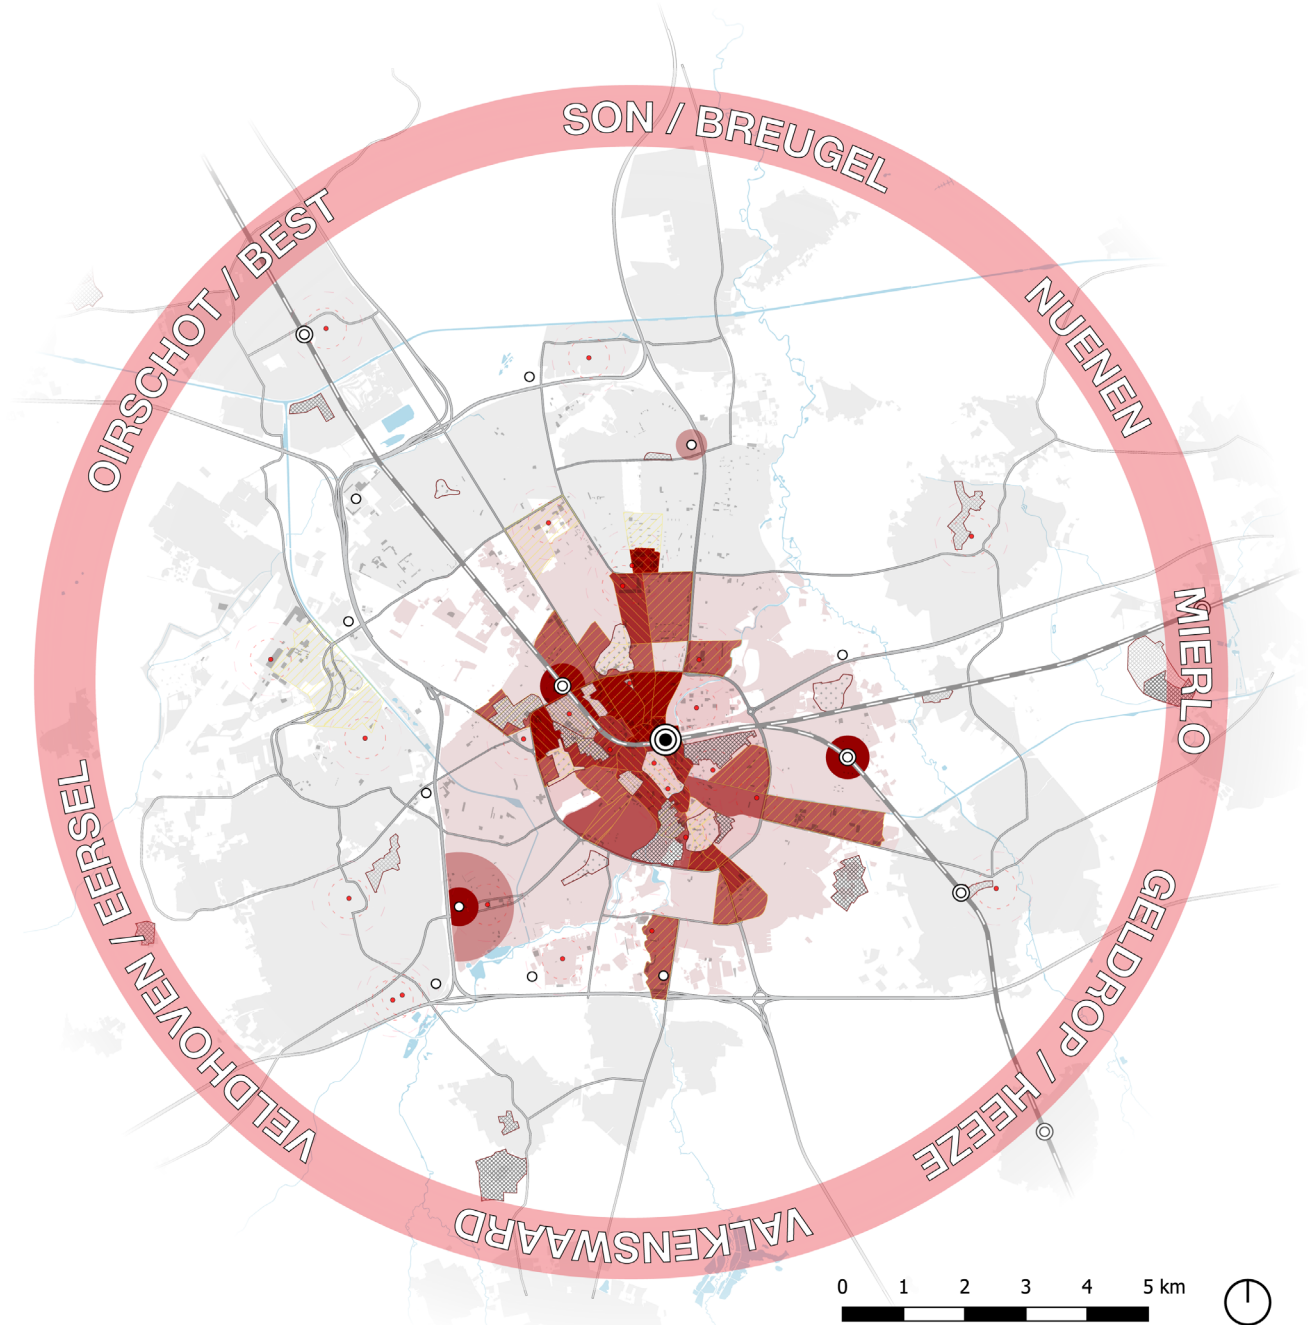 SON / BREUGEL
OIRSCHOT / BEST
NUENEN
MIERLO
VELDHOVEN / EERSEL
GELDROP / HEEZE
VALKENSWAARD
0 1 2 3 4 5 km